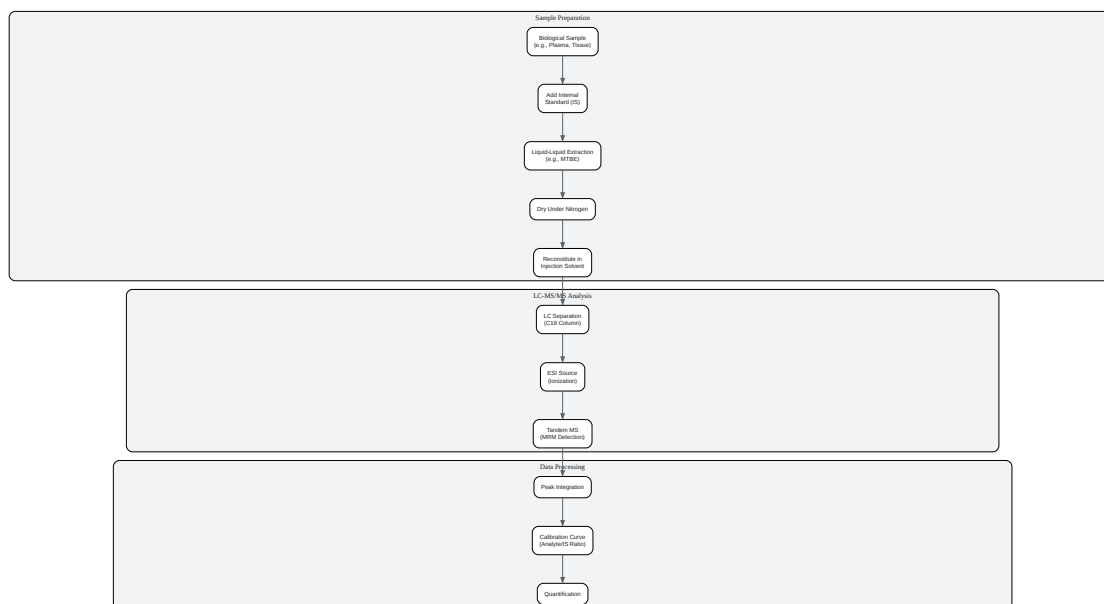 Sample Preparation
Biological Sample
(e.g., Plasma, Tissue)
Add Internal
Standard (IS)
Liquid-Liquid Extraction
(e.g., MTBE)
Dry Under Nitrogen
Reconstitute in
Injection Solvent
LC-MS/MS Analysis
LC Separation
(C18 Column)
ESI Source
(Ionization)
Tandem MS
(MRM Detection)
Data Processing
Peak Integration
Calibration Curve
(Analyte/IS Ratio)
Quantification